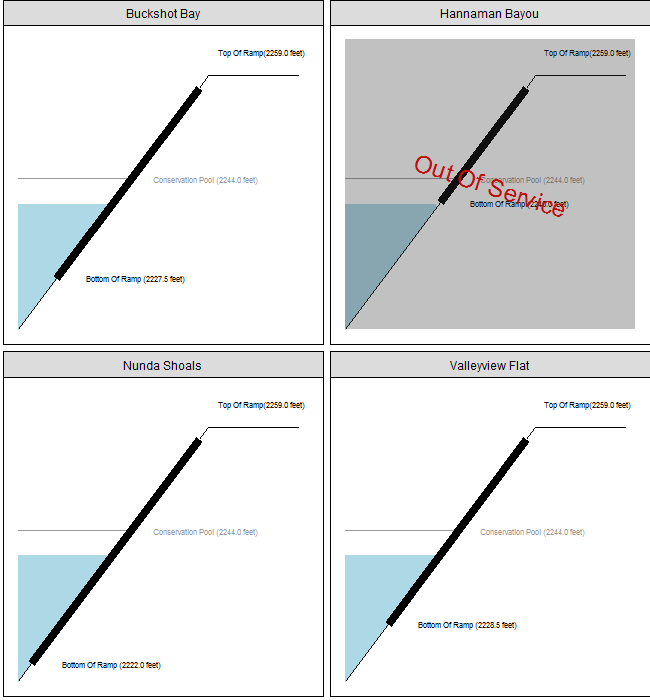 Buckshot Bay
Top Of Ramp(2259.0 feet)
Conservation Pool (2244.0 feet)
Bottom Of Ramp (2227.5 feet)
Hannaman Bayou
Top Of Ramp(2259.0 feet)
Out Of Service
Conservation Pool (2244.0 feet)
Bottom Of Ramp feet)
Nunda Shoals
Top Of Ramp(2259.0 feet)
Conservation Pool (2244.0 feet)
Bottom Of Ramp (2222.0 feet)
Valleyview Flat
Top Of Ramp(2259.0 feet)
Conservation Pool (2244.0 feet)
Bottom Of Ramp (2228.5 feet)